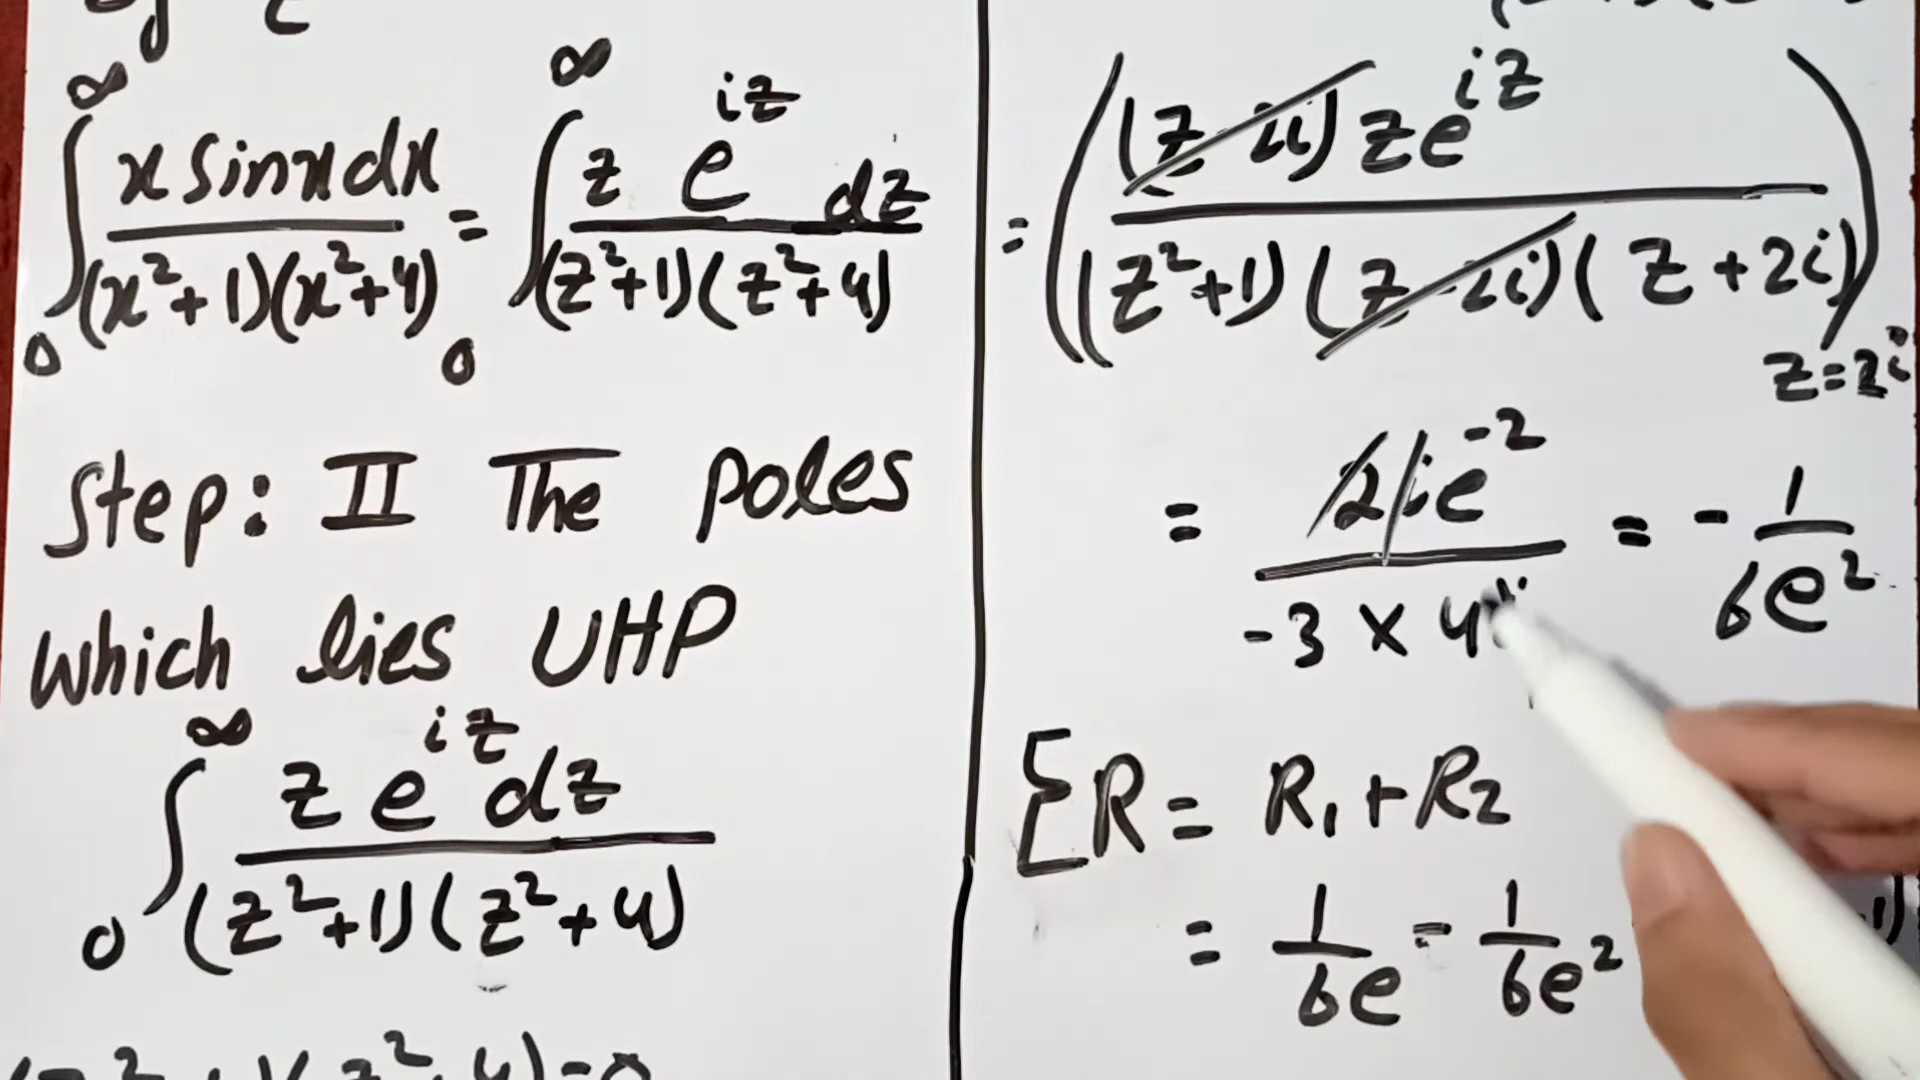 ∫₀^∞ x sinx dx / (x²+1)(x²+4) = ∫₀^∞ z e^{iz} dz / (z²+1)(z²+4)
Step: II The poles
which lies UHP
∫₀^∞ z e^{iz} dz / (z²+1)(z²+4)
= ( (z-2i) z e^{iz} / (z²+1)(z-2i)(z+2i) ) z=2i
= 2ie^{-2} / -3 × 4i = - 1/6e²
ΣR = R₁+R₂
= 1/6e - 1/6e²